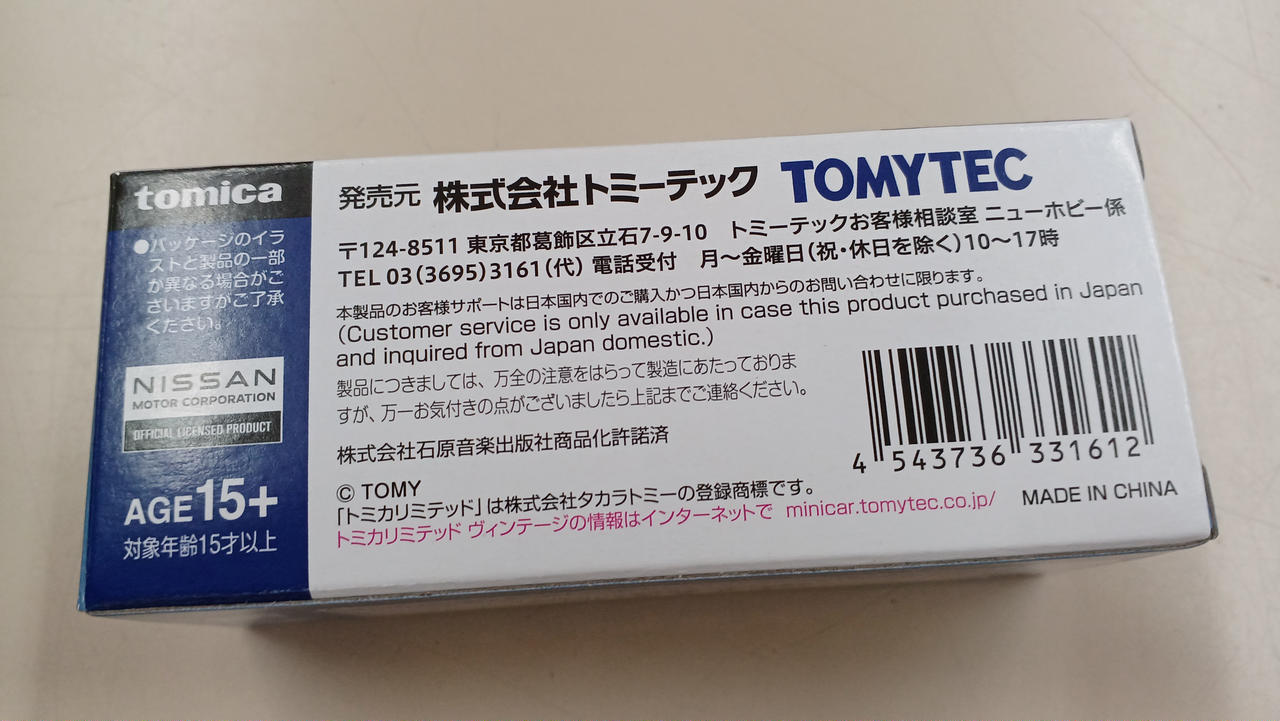 tomica
●パッケージのイラ
ストと製品の一部
が異なる場合がご
ざいますがご了承
ください。
NISSAN
MOTOR CORPORATION
OFFICIAL LICENSED PRODUCT
AGE 15+
対象年齢15才以上
発売元 株式会社トミーテック TOMYTEC
〒124-8511 東京都葛飾区立石7-9-10 トミーテックお客様相談室 ニューホビー係
TEL 03(3695)3161(代) 電話受付 月〜金曜日(祝・休日を除く)10〜17時
本製品のお客様サポートは日本国内でのご購入かつ日本国内からのお問い合わせに限ります。
(Customer service is only available in case this product purchased in Japan
and inquired from Japan domestic.)
製品につきましては、万全の注意をはらって製造にあたっておりま
すが、万一お気付きの点がございましたら上記までご連絡ください。
株式会社石原音楽出版社商品化許諾済
4 543736 331612
© TOMY
「トミカリミテッド」は株式会社タカラトミーの登録商標です。
トミカリミテッド ヴィンテージの情報はインターネットで minicar.tomytec.co.jp/
MADE IN CHINA